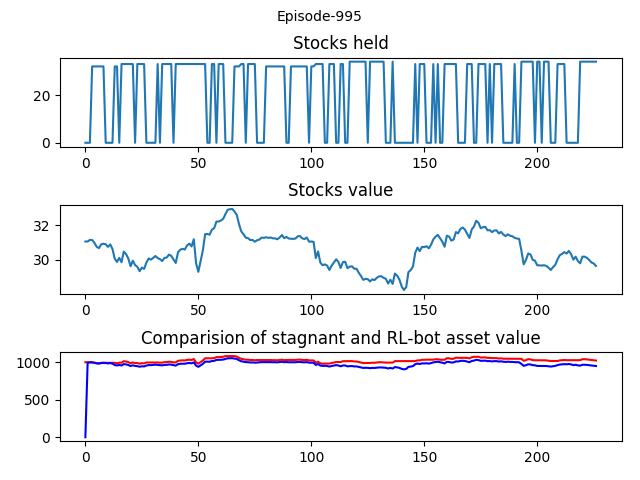 Episode-995
Stocks held
20
0
0 50 100 150 200
Stocks value
32
30
0 50 100 150 200
Comparision of stagnant and RL-bot asset value
1000
500
0
0 50 100 150 200